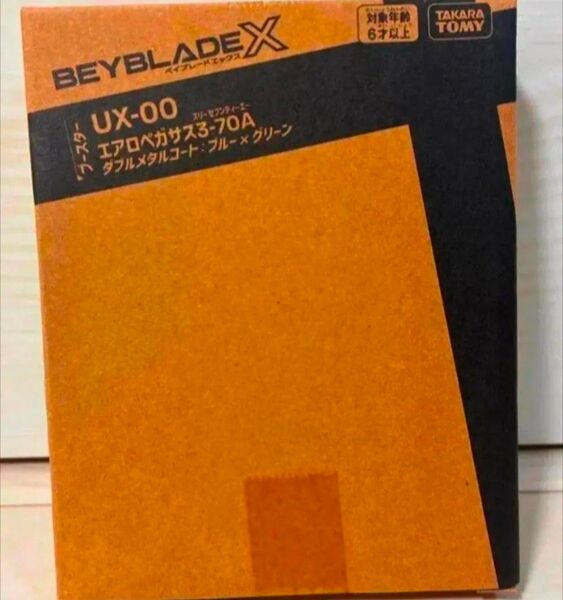 BEYBLADE X
ベイブレードエックス
対象年齢
6才以上
TAKARA
TOMY
ブースター
UX-00
スリーセブンティーエー
エアロペガサス3-70A
ダブルメタルコート:ブルー×グリーン